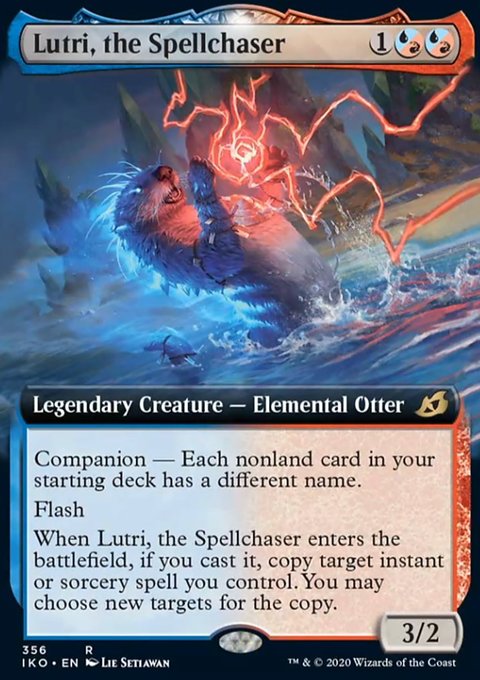 Lutri, the Spellchaser 1
Legendary Creature — Elemental Otter
Companion — Each nonland card in your
starting deck has a different name.
Flash
When Lutri, the Spellchaser enters the
battlefield, if you cast it, copy target instant
or sorcery spell you control. You may
choose new targets for the copy.
3/2
356 R
IKO • EN Lie Setiawan
™ & © 2020 Wizards of the Coast